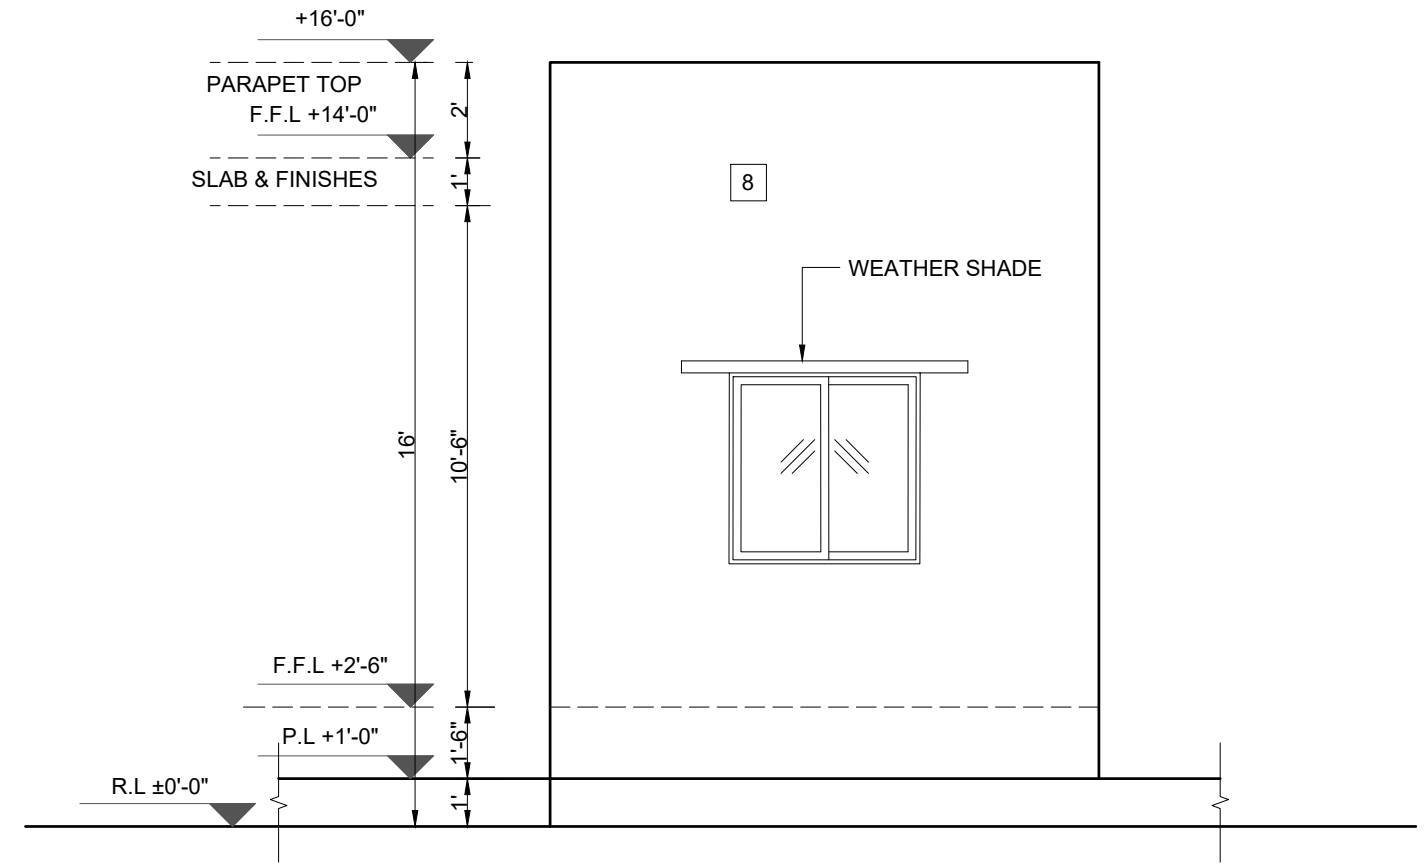 +16'-0"
PARAPET TOP
F.F.L +14'-0"
2'
SLAB & FINISHES
1'
8
WEATHER SHADE
16'
10'-6"
F.F.L +2'-6"
P.L +1'-0"
1'-6"
R.L ±0'-0"
1'